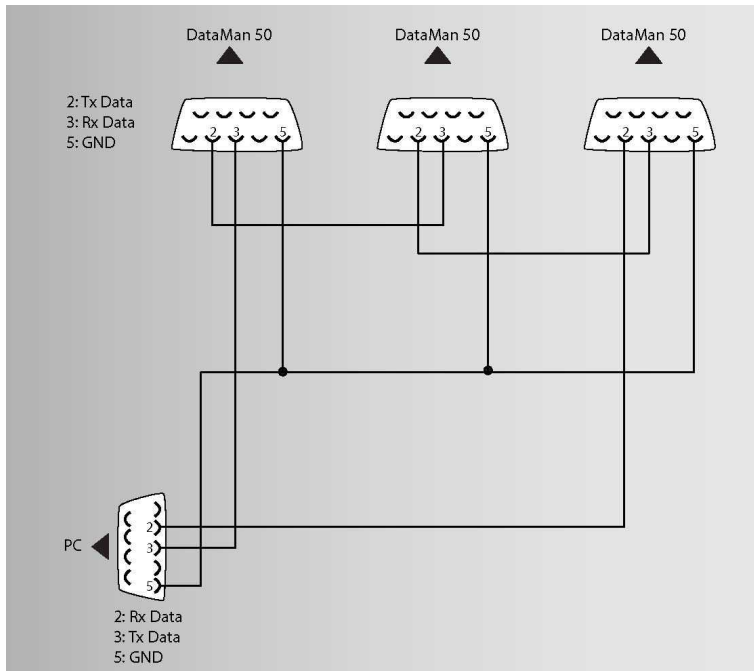 DataMan 50
DataMan 50
DataMan 50
2: Tx Data
3: Rx Data
5: GND
2 3 5
2 3 5
2 3 5
PC
2
3
5
2: Rx Data
3: Tx Data
5: GND